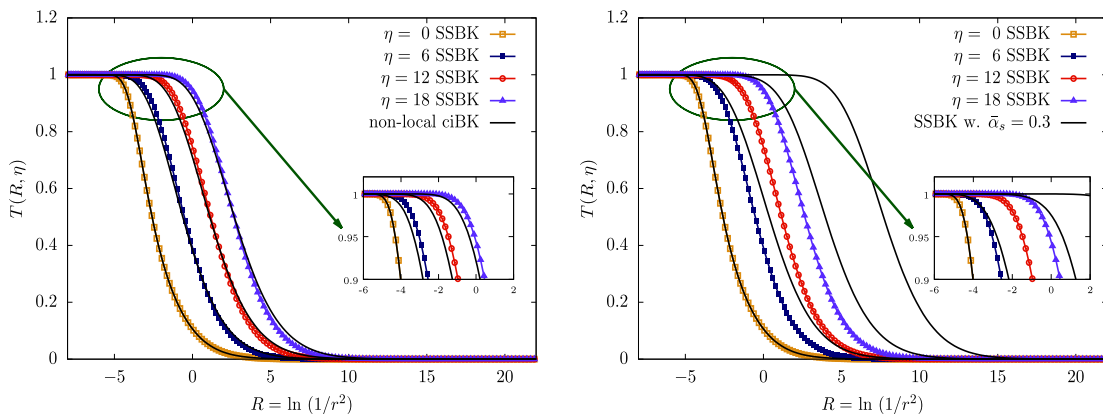 1.2
1
0.8
0.6
0.4
0.2
0
T(R, η)
η = 0 SSBK
η = 6 SSBK
η = 12 SSBK
η = 18 SSBK
non-local ciBK
1
0.95
0.9
−6 −4 −2 0 2
−5 0 5 10 15 20
R = ln (1/r²)
1.2
1
0.8
0.6
0.4
0.2
0
T(R, η)
η = 0 SSBK
η = 6 SSBK
η = 12 SSBK
η = 18 SSBK
SSBK w. ᾱₛ = 0.3
1
0.95
0.9
−6 −4 −2 0 2
−5 0 5 10 15 20
R = ln (1/r²)